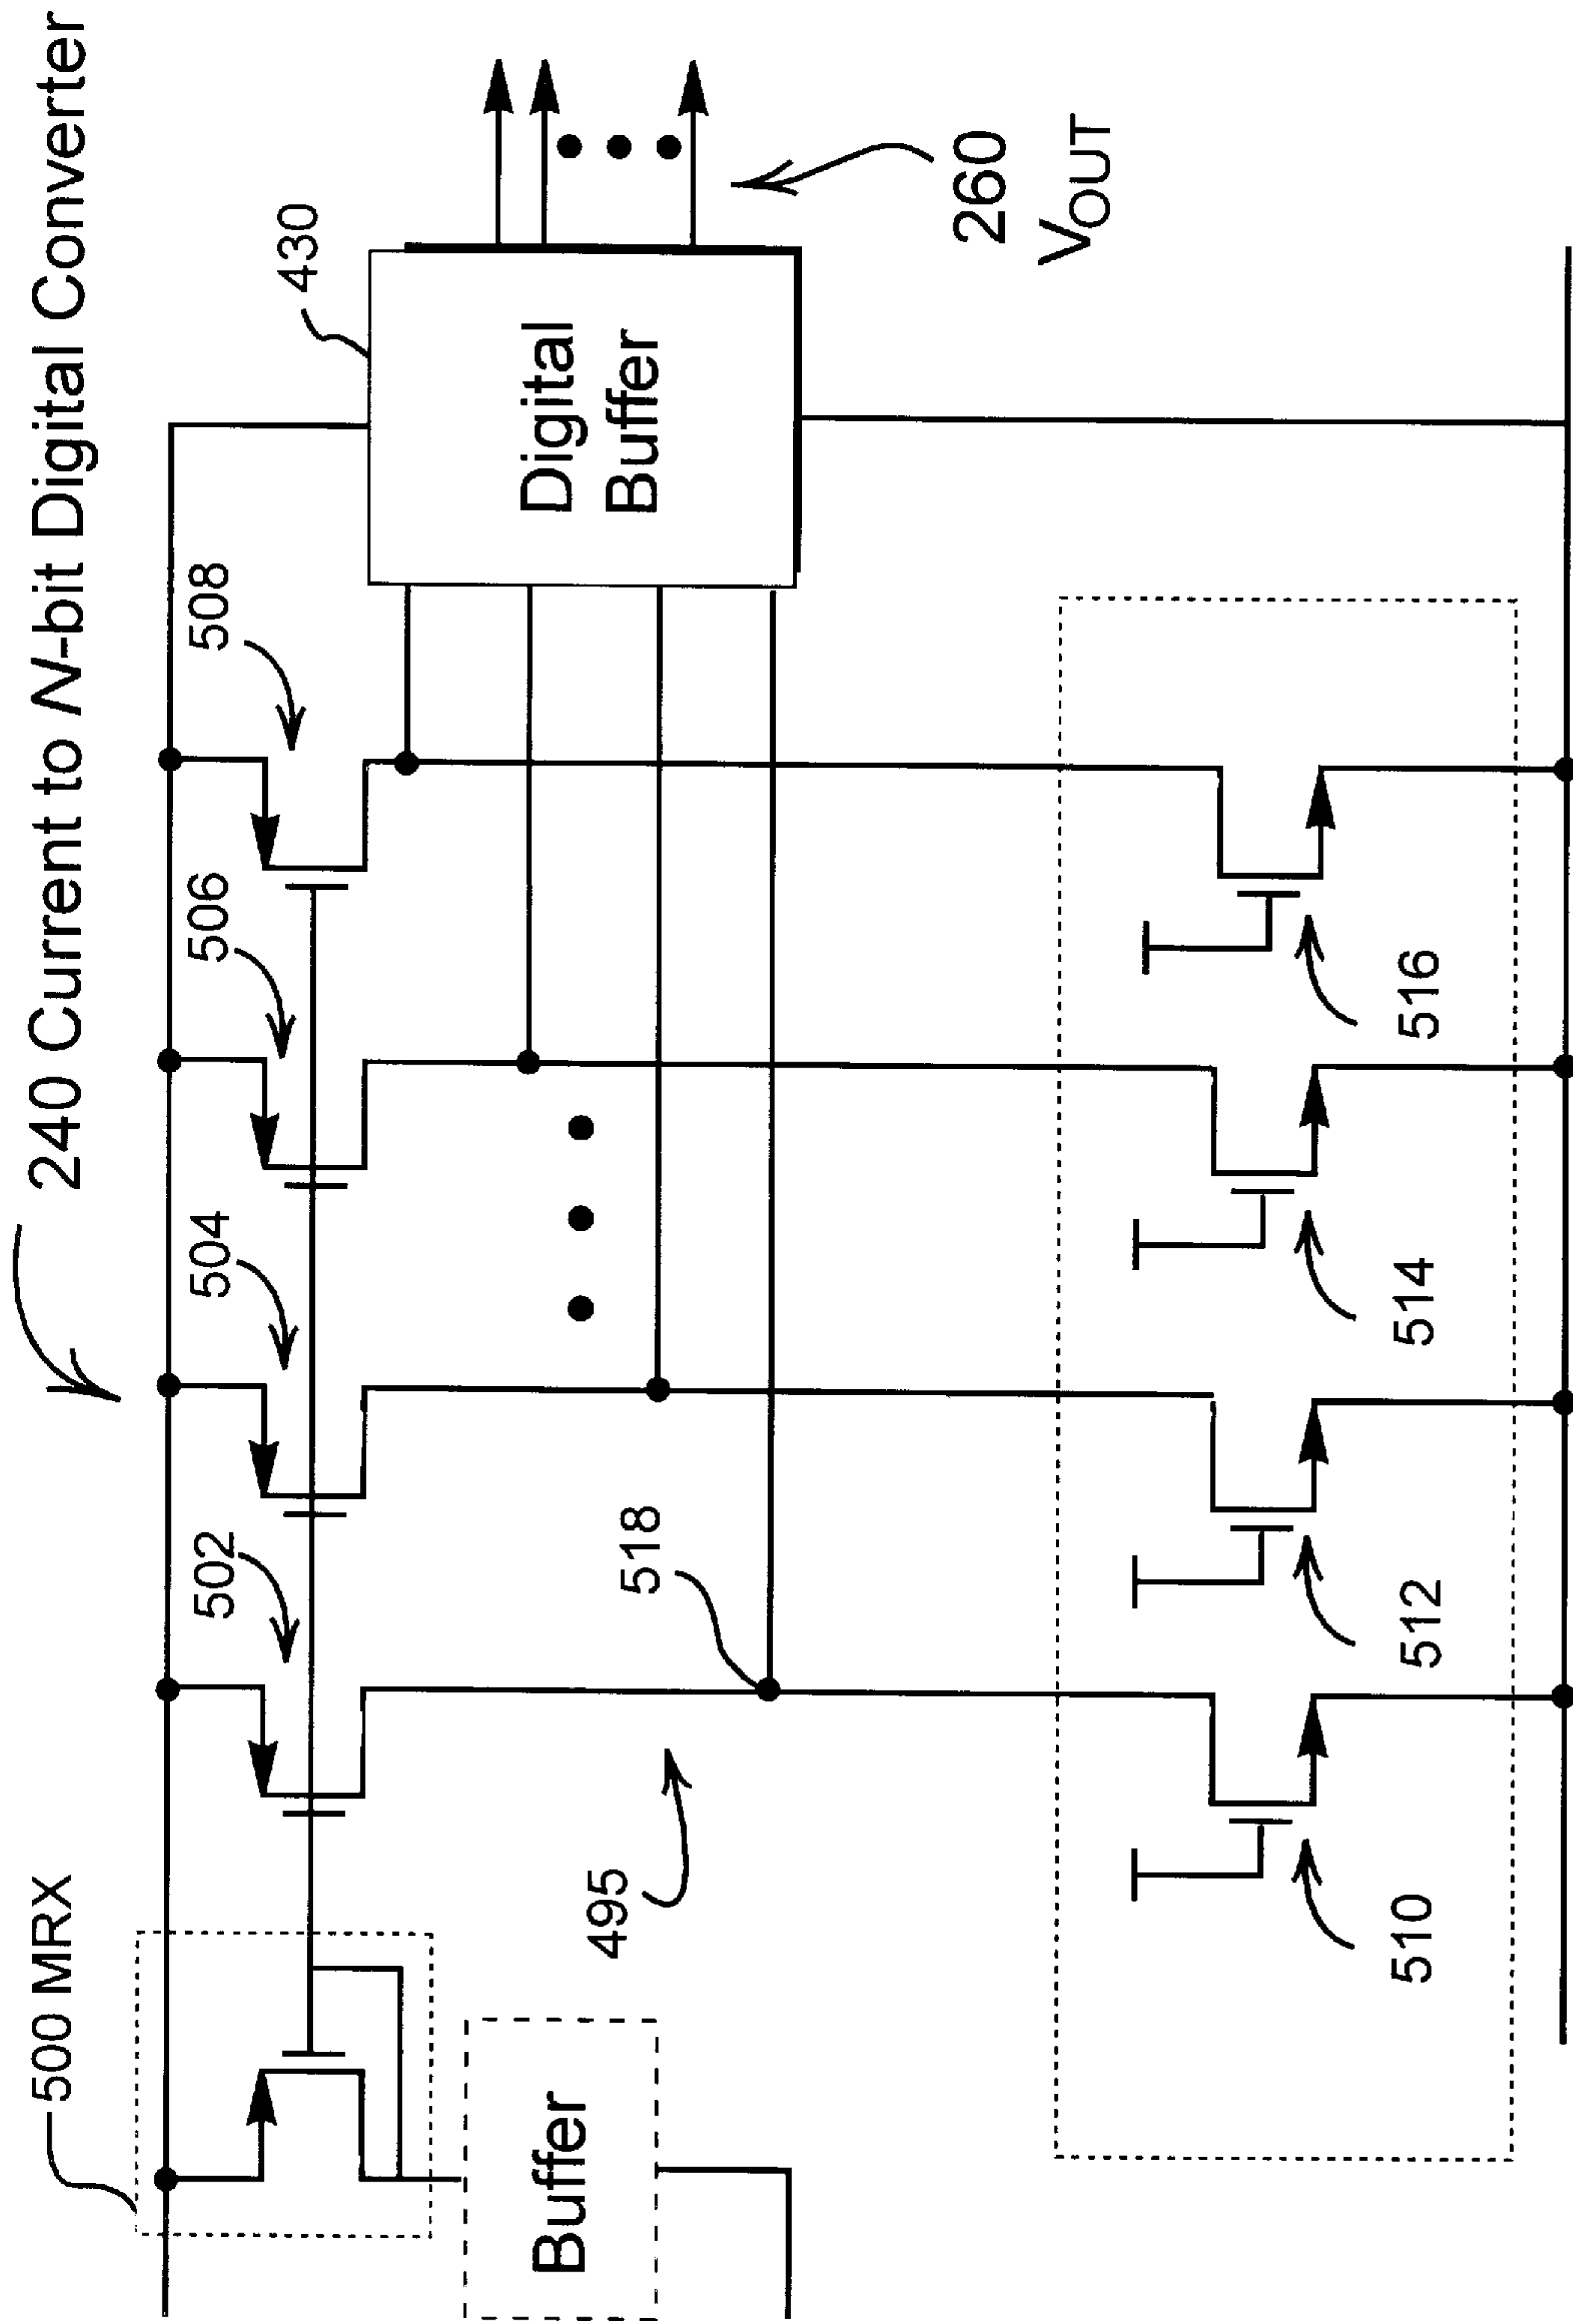 240 Current to N-bit Digital Converter
500 MRX
502
504
506
508
430
Digital
Buffer
260
VOUT
Buffer
495
518
510
512
514
516